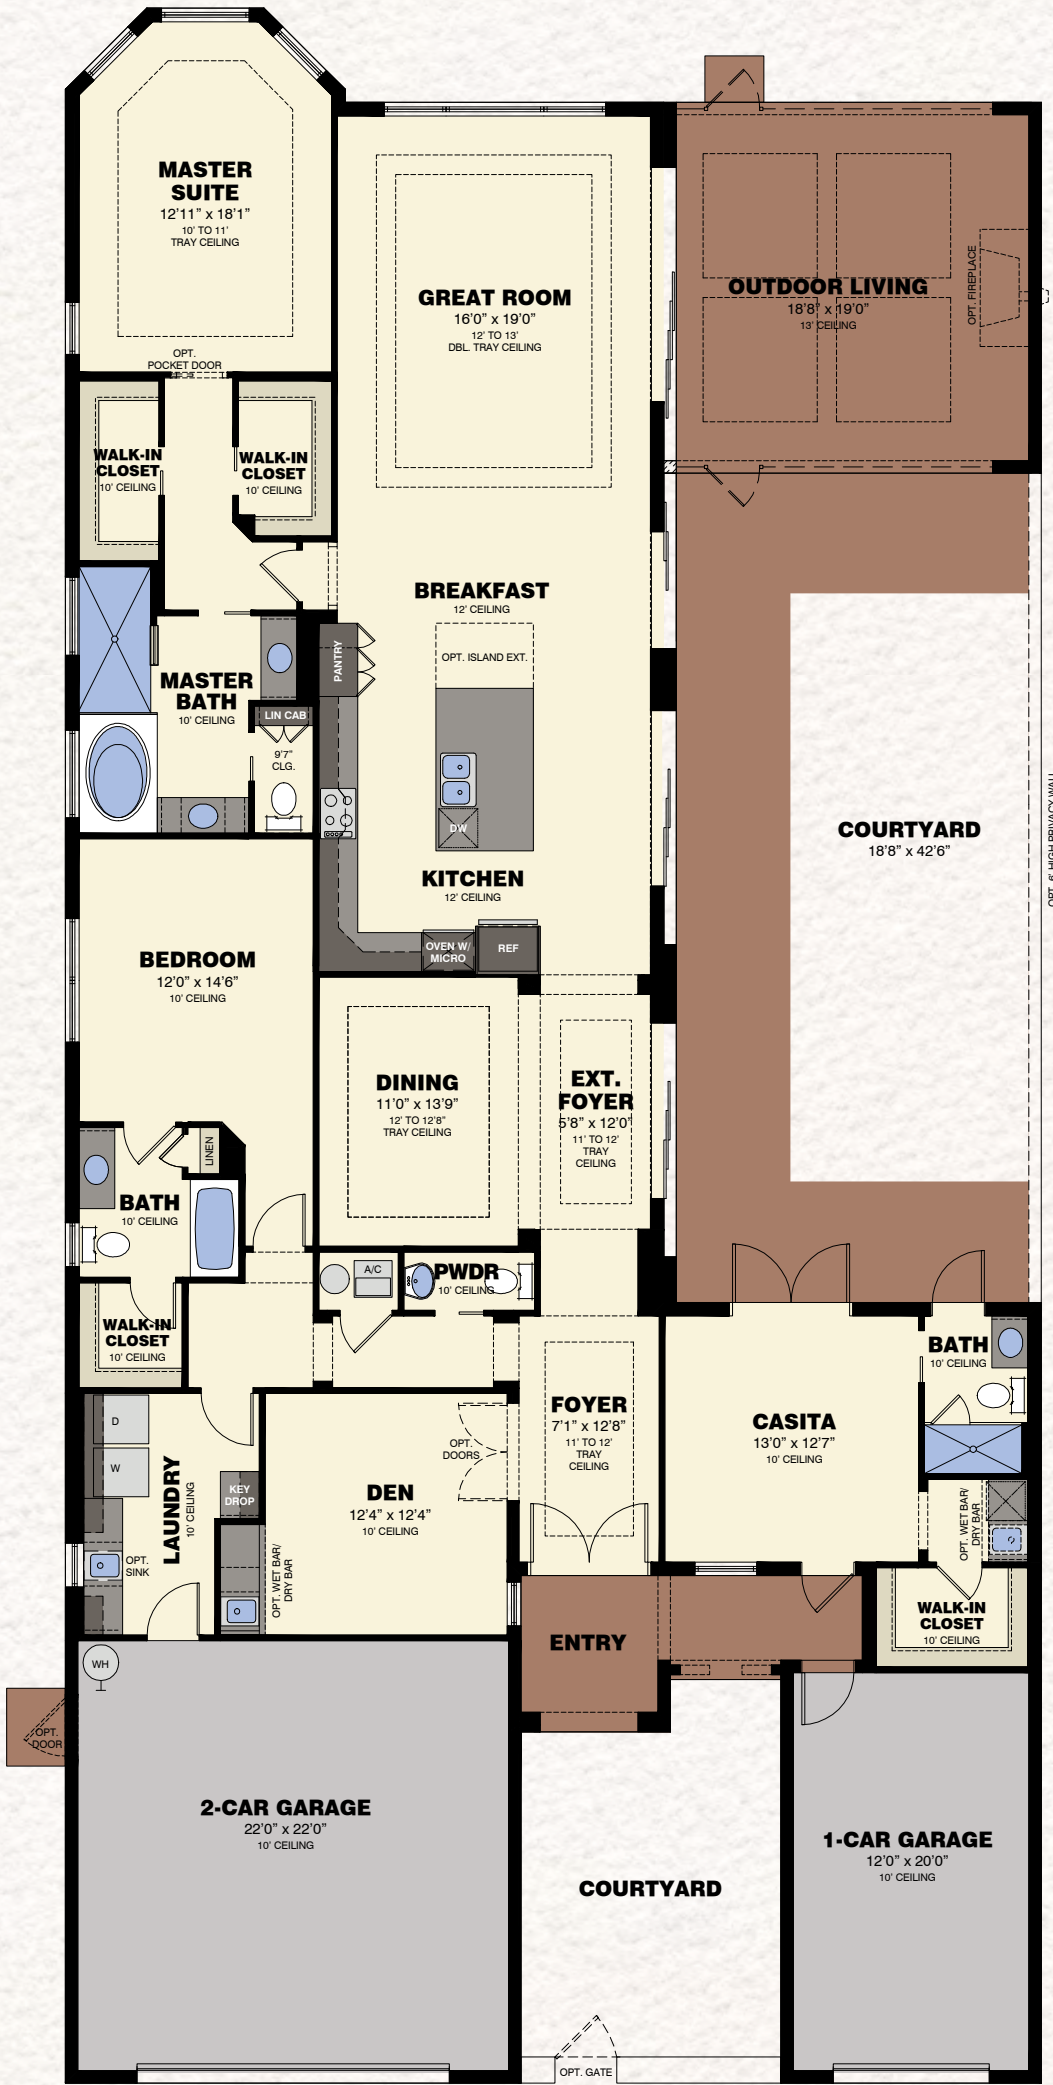 MASTER
SUITE
12'11" x 18'1"
10' TO 11'
TRAY CEILING
GREAT ROOM
16'0" x 19'0"
12' TO 13'
DBL. TRAY CEILING
OUTDOOR LIVING
18'8" x 19'0"
13' CEILING
OPT. FIREPLACE
OPT.
POCKET DOOR
WALK-IN
CLOSET
10' CEILING
WALK-IN
CLOSET
10' CEILING
BREAKFAST
12' CEILING
OPT. ISLAND EXT.
PANTRY
MASTER
BATH
10' CEILING
LIN CAB
9'7"
CLG.
DW
KITCHEN
12' CEILING
OVEN W/
MICRO
REF
COURTYARD
18'8" x 42'6"
OPT. 6' HIGH PRIVACY WALL
BEDROOM
12'0" x 14'6"
10' CEILING
DINING
11'0" x 13'9"
12' TO 12'8"
TRAY CEILING
EXT.
FOYER
5'8" x 12'0"
11' TO 12'
TRAY
CEILING
LINEN
BATH
10' CEILING
A/C
PWDR
10' CEILING
WALK-IN
CLOSET
10' CEILING
BATH
10' CEILING
FOYER
7'1" x 12'8"
11' TO 12'
TRAY
CEILING
CASITA
13'0" x 12'7"
10' CEILING
D
W
LAUNDRY
10' CEILING
KEY
DROP
OPT.
SINK
OPT.
DOORS
DEN
12'4" x 12'4"
10' CEILING
OPT. WET BAR/
DRY BAR
OPT. WET BAR/
DRY BAR
WALK-IN
CLOSET
10' CEILING
ENTRY
WH
OPT.
DOOR
2-CAR GARAGE
22'0" x 22'0"
10' CEILING
1-CAR GARAGE
12'0" x 20'0"
10' CEILING
COURTYARD
OPT. GATE